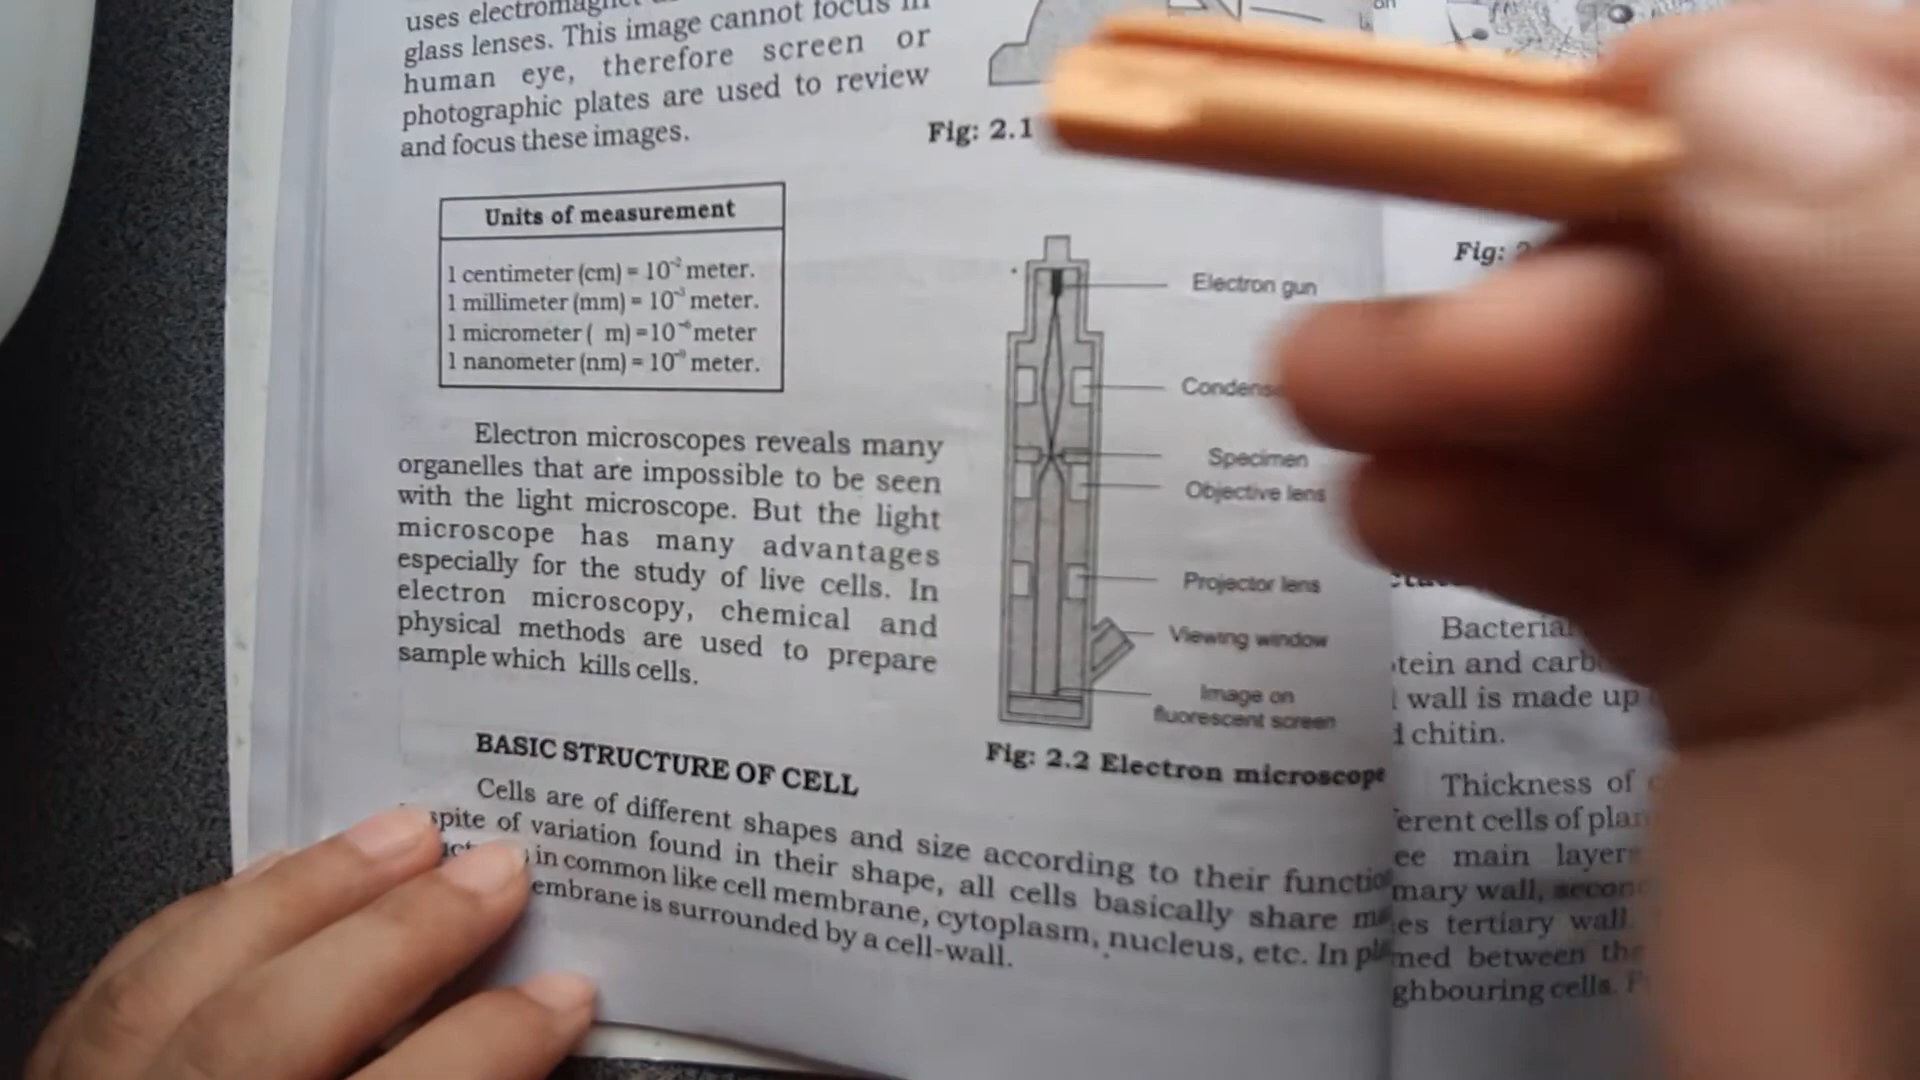 uses
glass lenses. This image cannot focus in
human eye, therefore screen or
photographic plates are used to review
and focus these images.
Fig: 2.1
Units of measurement
1 centimeter (cm) = 10⁻² meter.
1 millimeter (mm) = 10⁻³ meter.
1 micrometer ( m) =10⁻⁶ meter
1 nanometer (nm) = 10⁻⁹ meter.
Electron microscopes reveals many
organelles that are impossible to be seen
with the light microscope. But the light
microscope has many advantages
especially for the study of live cells. In
electron microscopy, chemical and
physical methods are used to prepare
sample which kills cells.
Electron gun
Specimen
Objective lens
Projector lens
Viewing window
Image on
fluorescent screen
Fig: 2.2 Electron microscope
BASIC STRUCTURE OF CELL
Cells are of different shapes and size according to their
spite of variation found in their shape, all cells basically share
in common like cell membrane, cytoplasm, nucleus, etc. In
embrane is surrounded by a cell-wall.
Fig:
Bacterial
tein and
wall is made up
chitin.
Thickness of
erent cells of
ee main
mary wall,
es tertiary wall.
med between
ghbouring cells.